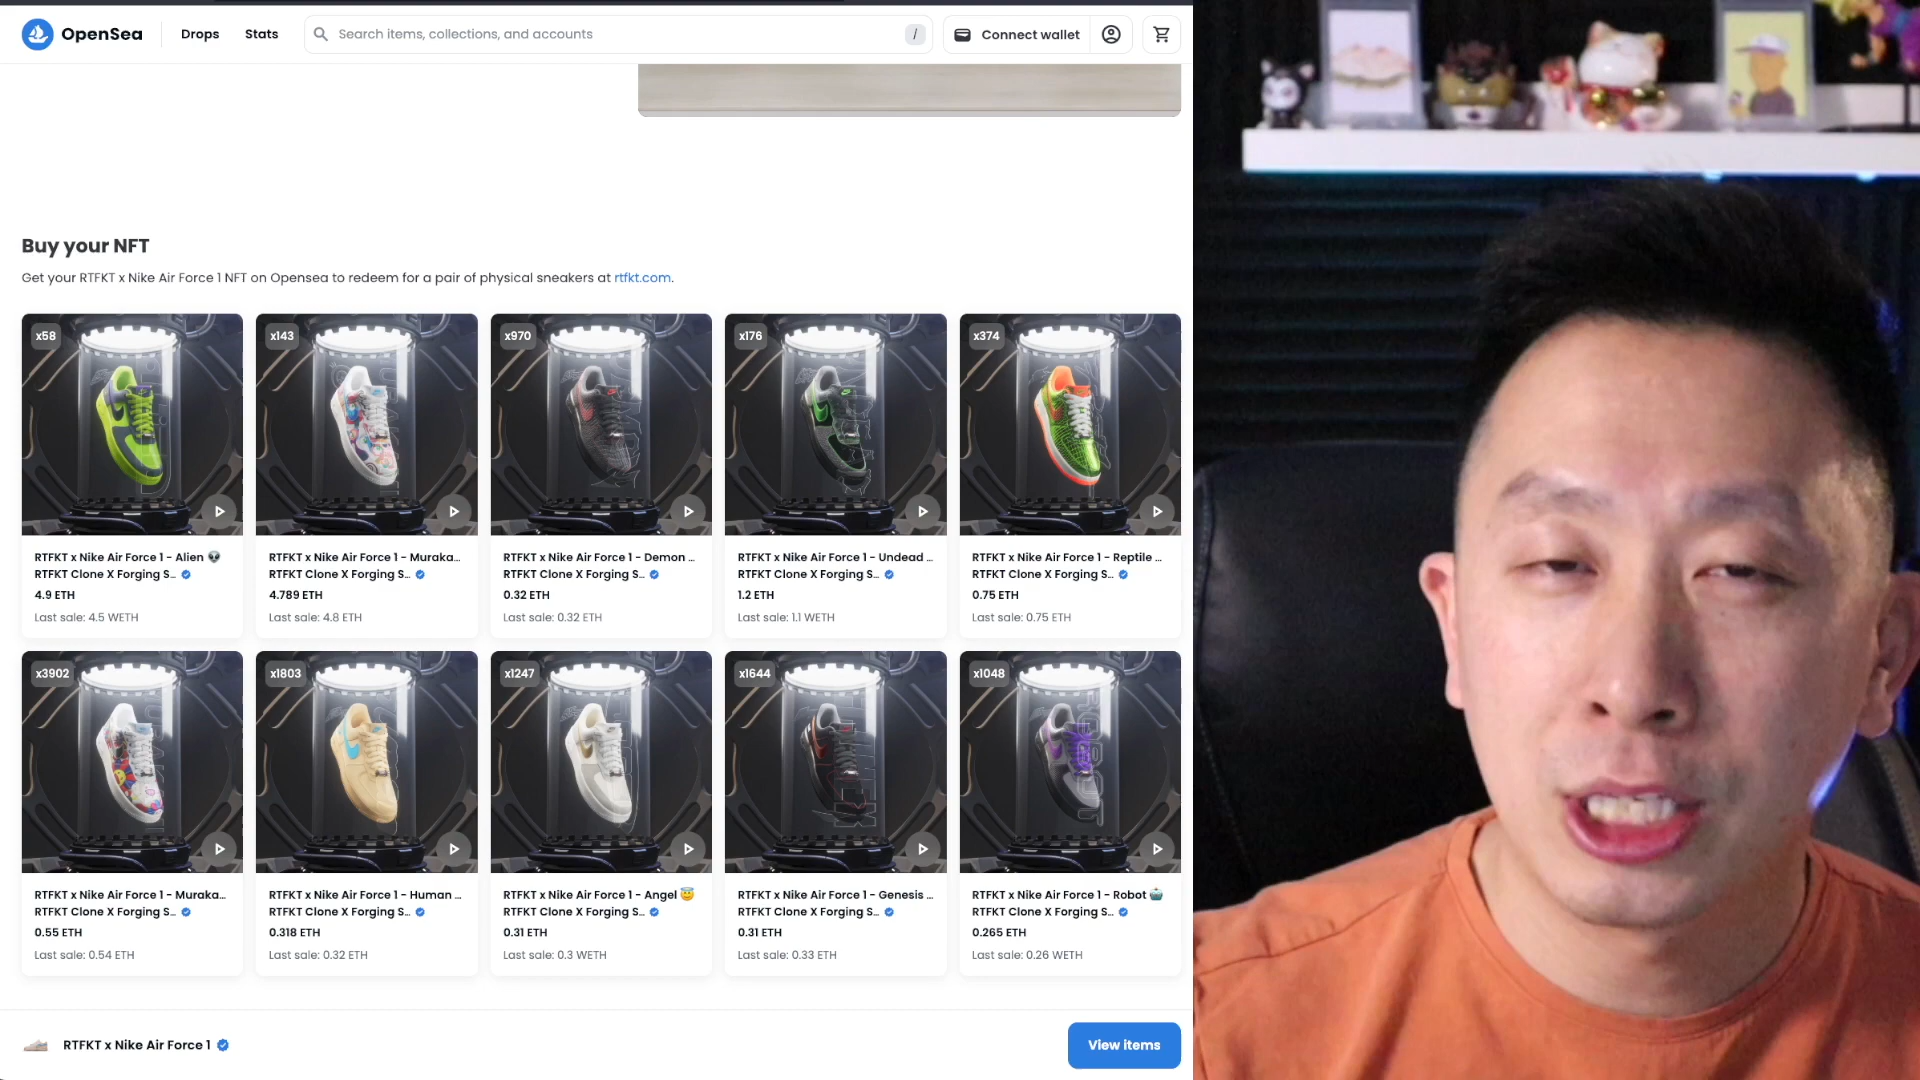 OpenSea
Drops
Stats
Search items, collections, and accounts
/
Connect wallet
Buy your NFT
Get your RTFKT x Nike Air Force 1 NFT on Opensea to redeem for a pair of physical sneakers at rtfkt.com.
x58
x143
x970
x176
x374
RTFKT x Nike Air Force 1 - Alien 👽
RTFKT Clone X Forging S...
4.9 ETH
Last sale: 4.5 WETH
RTFKT x Nike Air Force 1 - Muraka...
RTFKT Clone X Forging S...
4.789 ETH
Last sale: 4.8 ETH
RTFKT x Nike Air Force 1 - Demon ...
RTFKT Clone X Forging S...
0.32 ETH
Last sale: 0.32 ETH
RTFKT x Nike Air Force 1 - Undead ...
RTFKT Clone X Forging S...
1.2 ETH
Last sale: 1.1 WETH
RTFKT x Nike Air Force 1 - Reptile ...
RTFKT Clone X Forging S...
0.75 ETH
Last sale: 0.75 ETH
x3902
x1803
x1247
x1644
x1048
RTFKT x Nike Air Force 1 - Muraka...
RTFKT Clone X Forging S...
0.55 ETH
Last sale: 0.54 ETH
RTFKT x Nike Air Force 1 - Human ...
RTFKT Clone X Forging S...
0.318 ETH
Last sale: 0.32 ETH
RTFKT x Nike Air Force 1 - Angel 😇
RTFKT Clone X Forging S...
0.31 ETH
Last sale: 0.3 WETH
RTFKT x Nike Air Force 1 - Genesis ...
RTFKT Clone X Forging S...
0.31 ETH
Last sale: 0.33 ETH
RTFKT x Nike Air Force 1 - Robot 🤖
RTFKT Clone X Forging S...
0.265 ETH
Last sale: 0.26 WETH
RTFKT x Nike Air Force 1
View items